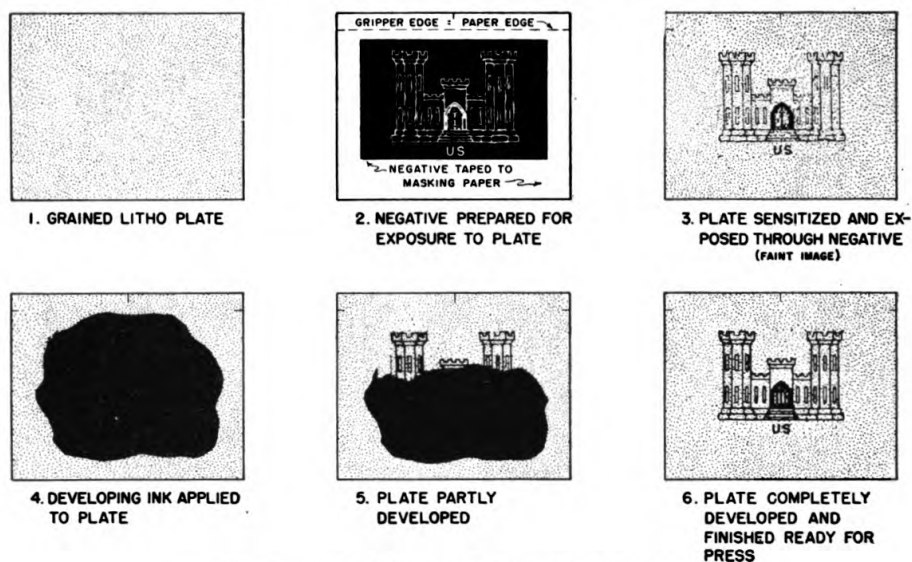 GRIPPER EDGE = PAPER EDGE
US
NEGATIVE TAPED TO
MASKING PAPER
US
1. GRAINED LITHO PLATE
2. NEGATIVE PREPARED FOR
EXPOSURE TO PLATE
3. PLATE SENSITIZED AND EX-
POSED THROUGH NEGATIVE
(FAINT IMAGE)
US
4. DEVELOPING INK APPLIED
TO PLATE
5. PLATE PARTLY
DEVELOPED
6. PLATE COMPLETELY
DEVELOPED AND
FINISHED READY FOR
PRESS